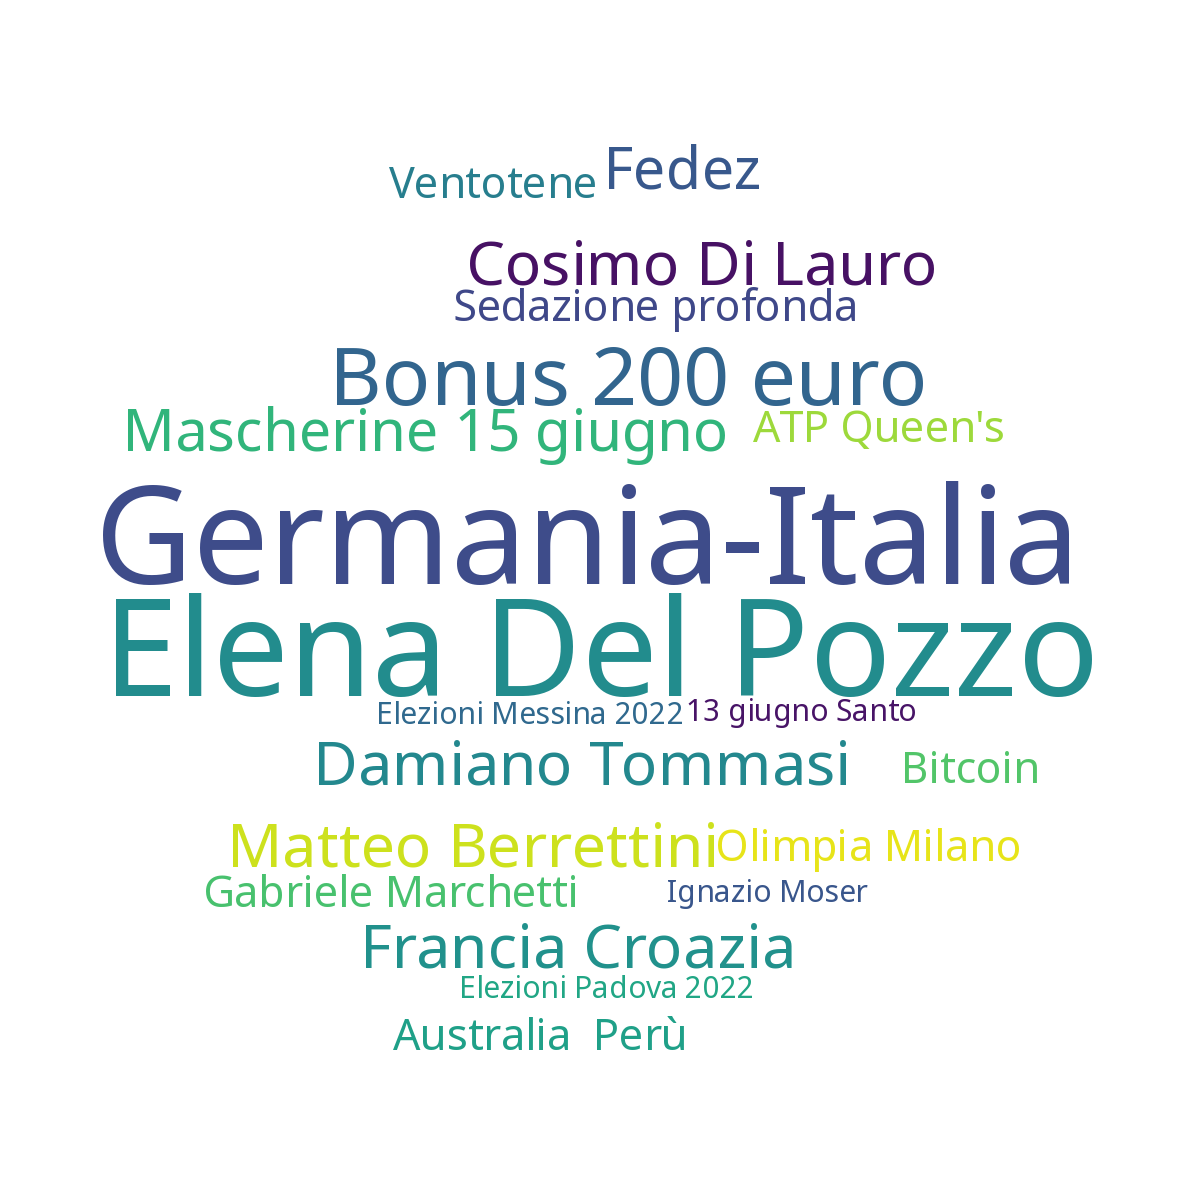 Ventotene Fedez
Cosimo Di Lauro
Sedazione profonda
Bonus 200 euro
Mascherine 15 giugno ATP Queen's
Germania-Italia
Elena Del Pozzo
Elezioni Messina 2022 13 giugno Santo
Damiano Tommasi Bitcoin
Matteo Berrettini Olimpia Milano
Gabriele Marchetti Ignazio Moser
Francia Croazia
Elezioni Padova 2022
Australia Perù